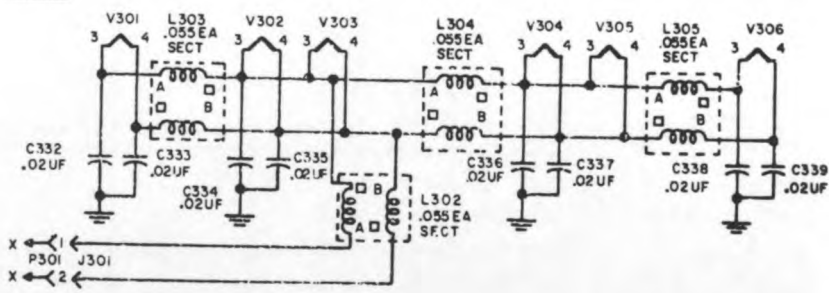 V301
3 4
L303
.055EA
SECT
A
B
V302
3 4
V303
3 4
L304
.055EA
SECT
A
B
V304
3 4
V305
3 4
L305
.055EA
SECT
A
B
V306
3 4
C332
.02UF
C333
.02UF
C334
.02UF
C335
.02UF
C336
.02UF
C337
.02UF
C338
.02UF
C339
.02UF
B
A
L302
.055EA
SECT
X 1
P301 J301
X 2